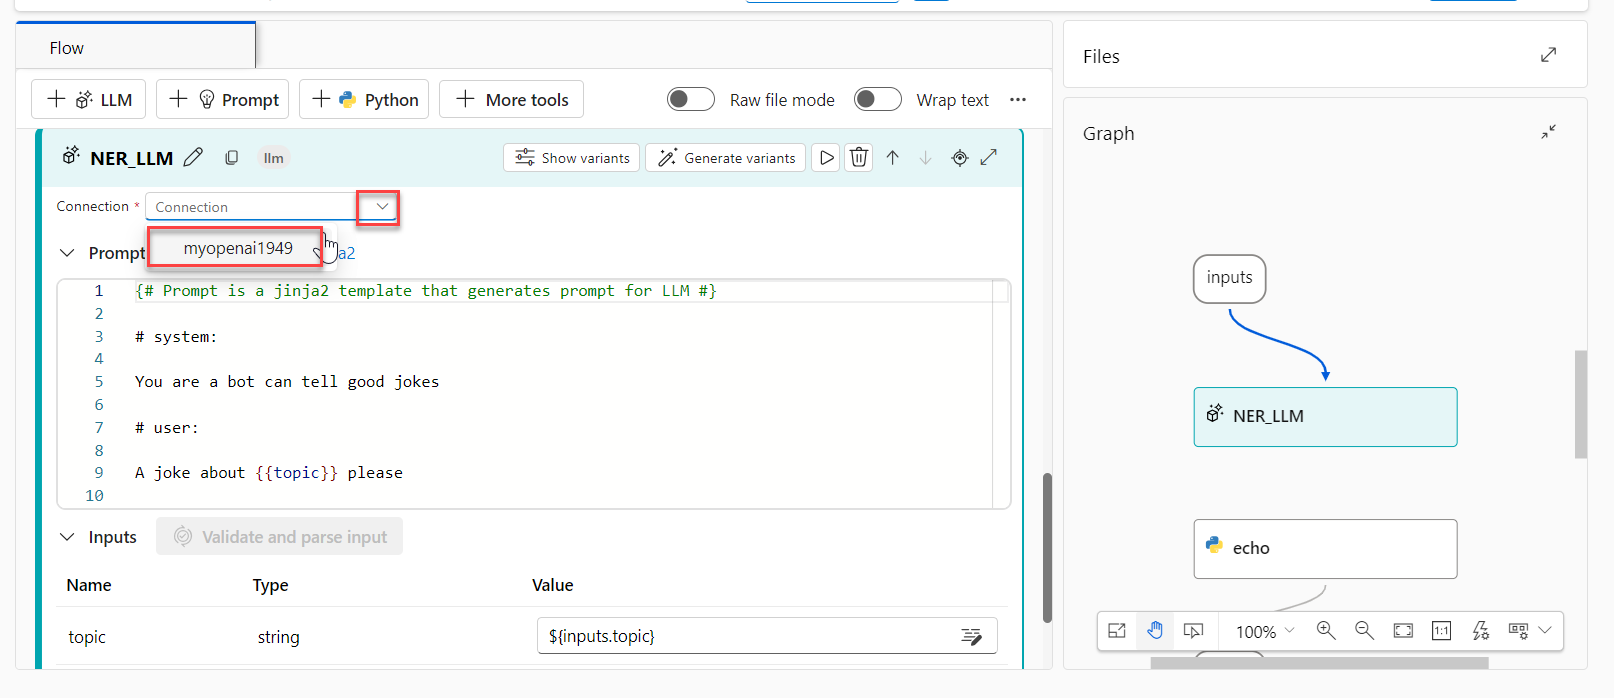 Flow
LLM
Prompt
Python
More tools
Raw file mode
Wrap text
NER_LLM
llm
Show variants
Generate variants
Connection *
Connection
myopenai1949
Prompt
a2
1 {# Prompt is a jinja2 template that generates prompt for LLM #}
2
3 # system:
4
5 You are a bot can tell good jokes
6
7 # user:
8
9 A joke about {{topic}} please
10
Inputs
Validate and parse input
Name Type Value
topic string ${inputs.topic}
Files
Graph
inputs
NER_LLM
echo
100%
1:1